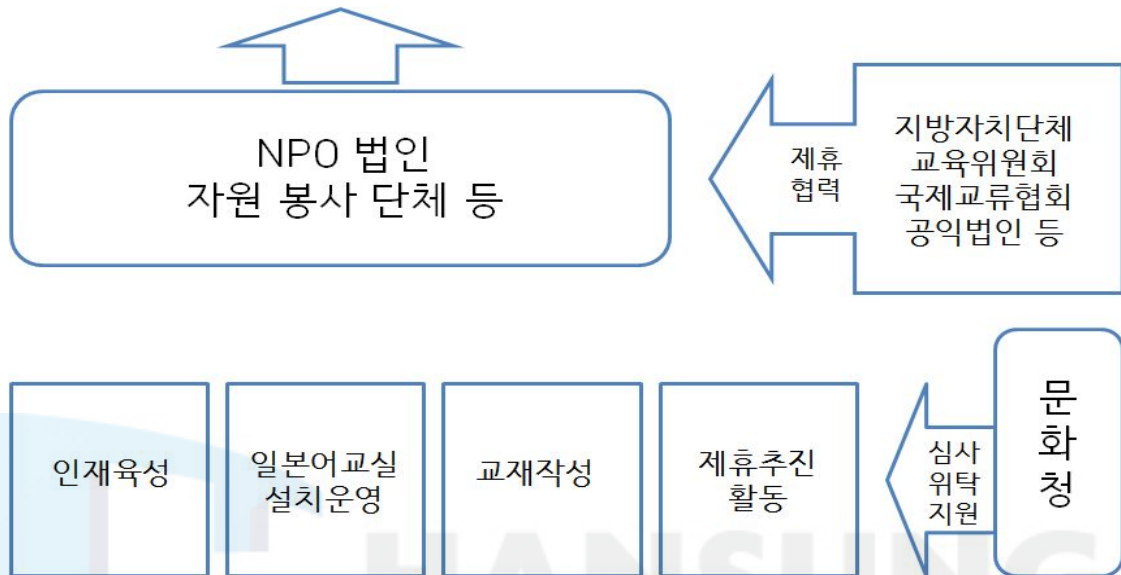 NPO 법인
자원 봉사 단체 등
제휴
협력
지방자치단체
교육위원회
국제교류협회
공익법인 등
인재육성
일본어교실
설치운영
교재작성
제휴추진
활동
심사
위탁
지원
문
화
청
HANSUNG